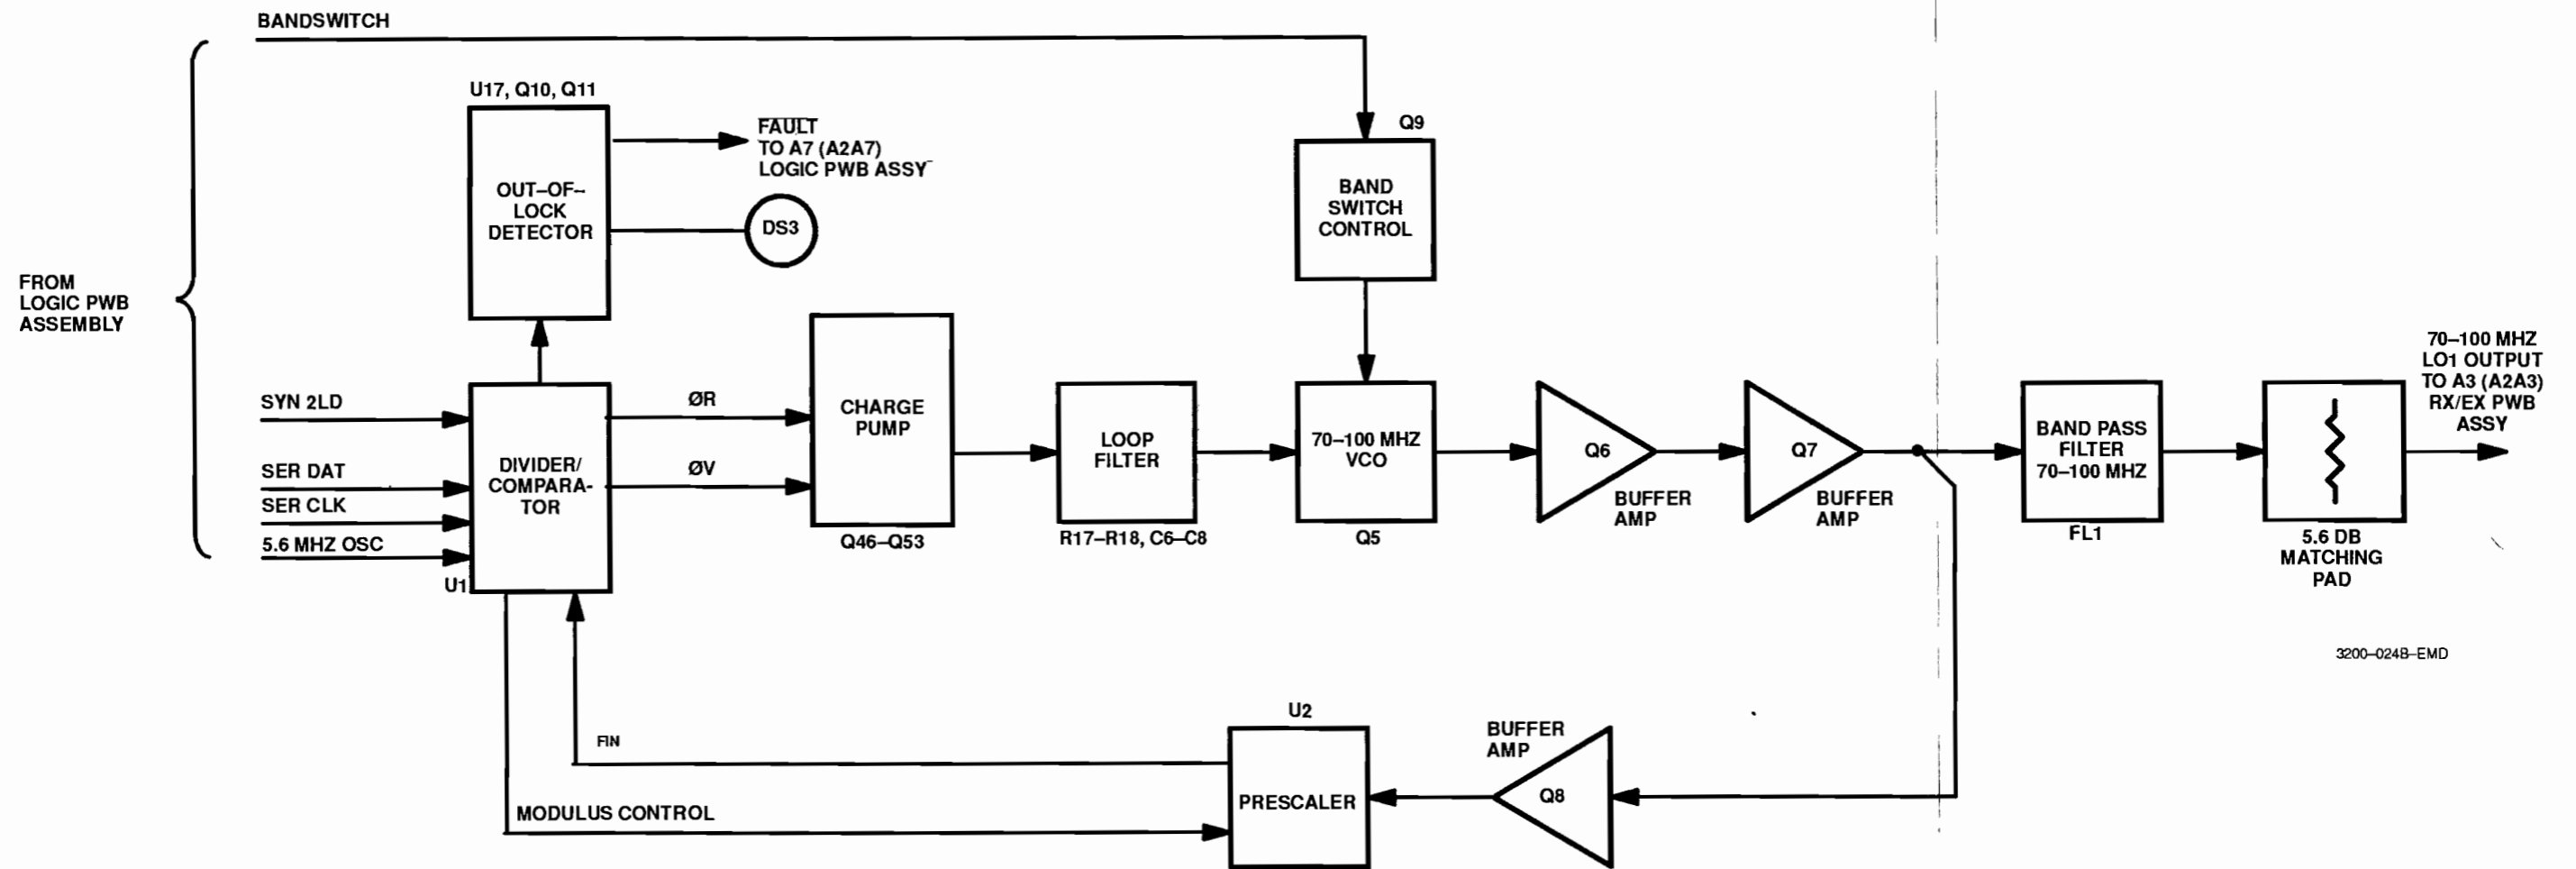 BANDSWITCH
U17, Q10, Q11
OUT–OF–
LOCK
DETECTOR
FAULT
TO A7 (A2A7)
LOGIC PWB ASSY
DS3
Q9
BAND
SWITCH
CONTROL
FROM
LOGIC PWB
ASSEMBLY
SYN 2LD
SER DAT
SER CLK
5.6 MHZ OSC
DIVIDER/
COMPARA-
TOR
U1
ØR
ØV
CHARGE
PUMP
Q46–Q53
LOOP
FILTER
R17–R18, C6–C8
70–100 MHZ
VCO
Q5
Q6
BUFFER
AMP
Q7
BUFFER
AMP
BAND PASS
FILTER
70–100 MHZ
FL1
5.6 DB
MATCHING
PAD
70–100 MHZ
LO1 OUTPUT
TO A3 (A2A3)
RX/EX PWB
ASSY
3200–024B–EMD
FIN
MODULUS CONTROL
U2
PRESCALER
BUFFER
AMP
Q8